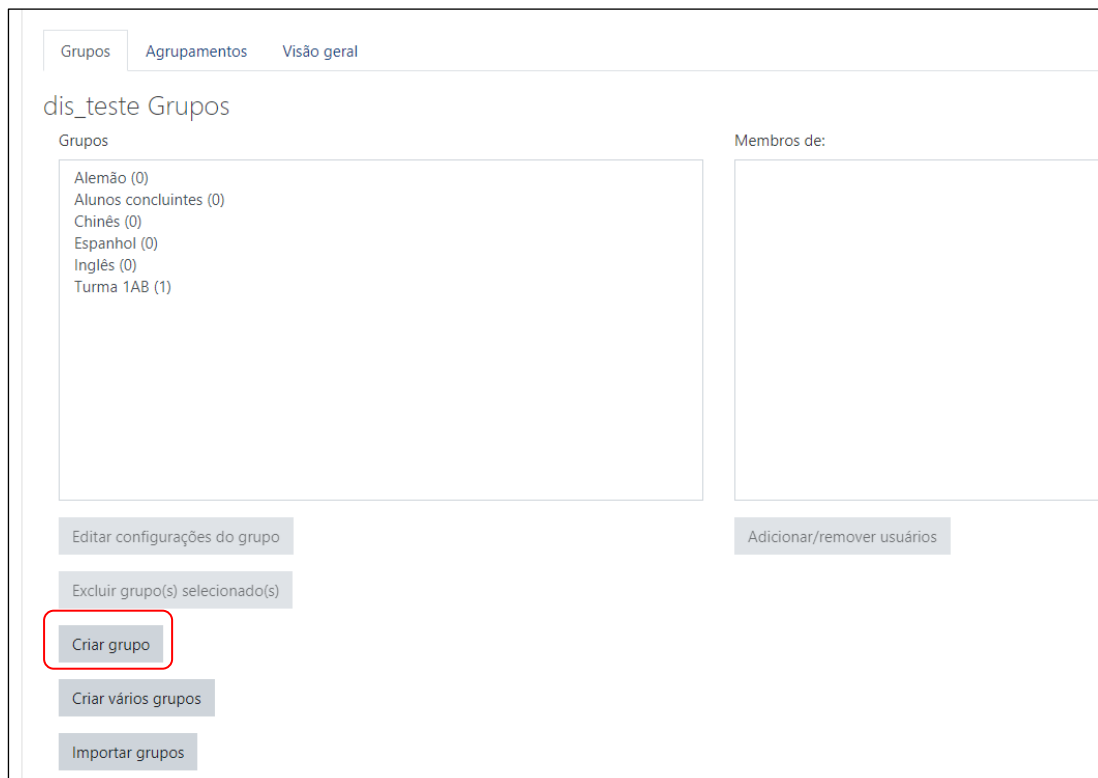 Grupos Agrupamentos Visão geral
dis_teste Grupos
Grupos
Alemão (0)
Alunos concluintes (0)
Chinês (0)
Espanhol (0)
Inglês (0)
Turma 1AB (1)
Membros de:
Editar configurações do grupo
Adicionar/remover usuários
Excluir grupo(s) selecionado(s)
Criar grupo
Criar vários grupos
Importar grupos